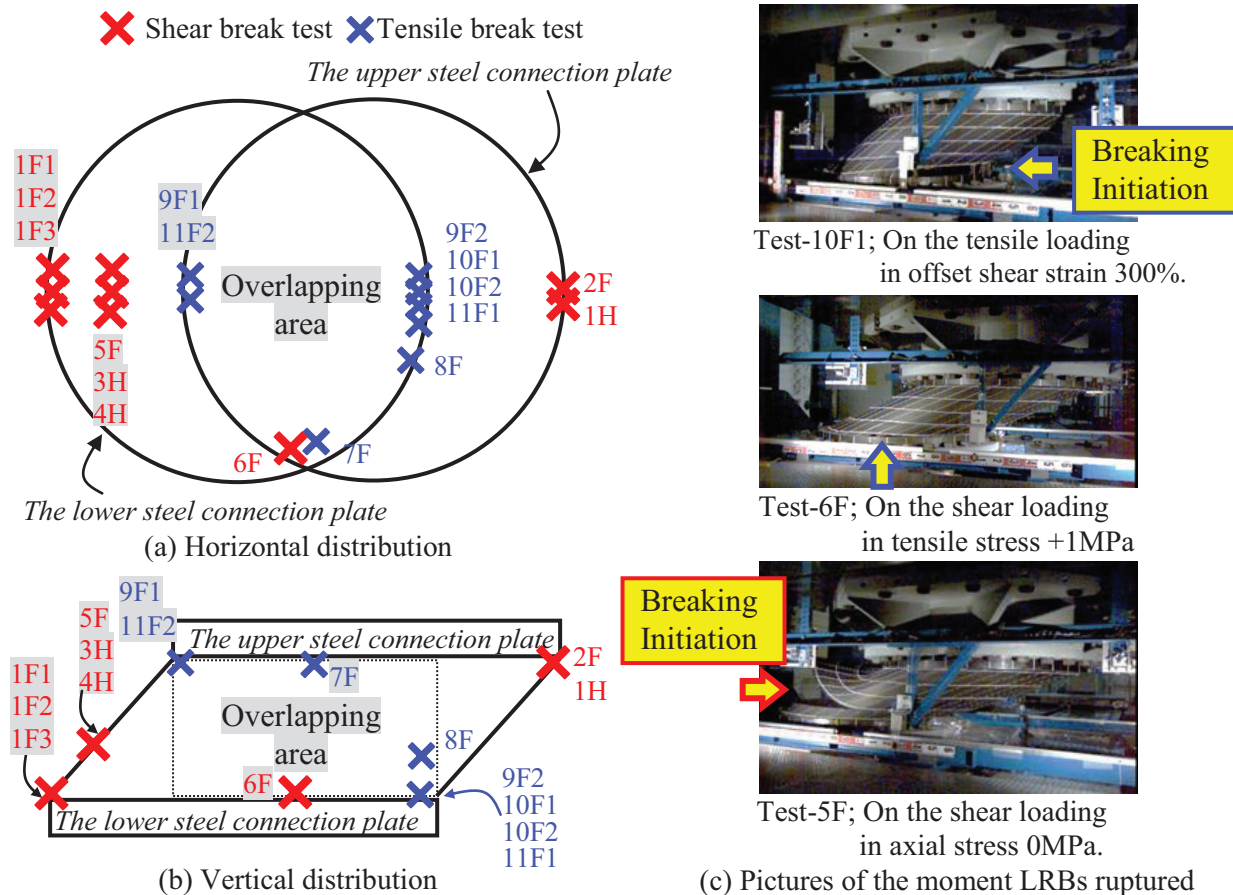 Shear break test
Tensile break test
The upper steel connection plate
1F1
1F2
1F3
9F1
11F2
Overlapping
area
9F2
10F1
10F2
11F1
2F
1H
5F
3H
4H
8F
6F
7F
The lower steel connection plate
(a) Horizontal distribution
9F1
11F2
5F
3H
4H
1F1
1F2
1F3
The upper steel connection plate
7F
2F
1H
Overlapping
area
8F
6F
9F2
10F1
10F2
11F1
The lower steel connection plate
(b) Vertical distribution
Breaking
Initiation
Test-10F1; On the tensile loading
in offset shear strain 300%.
Test-6F; On the shear loading
in tensile stress +1MPa
Breaking
Initiation
Test-5F; On the shear loading
in axial stress 0MPa.
(c) Pictures of the moment LRBs ruptured